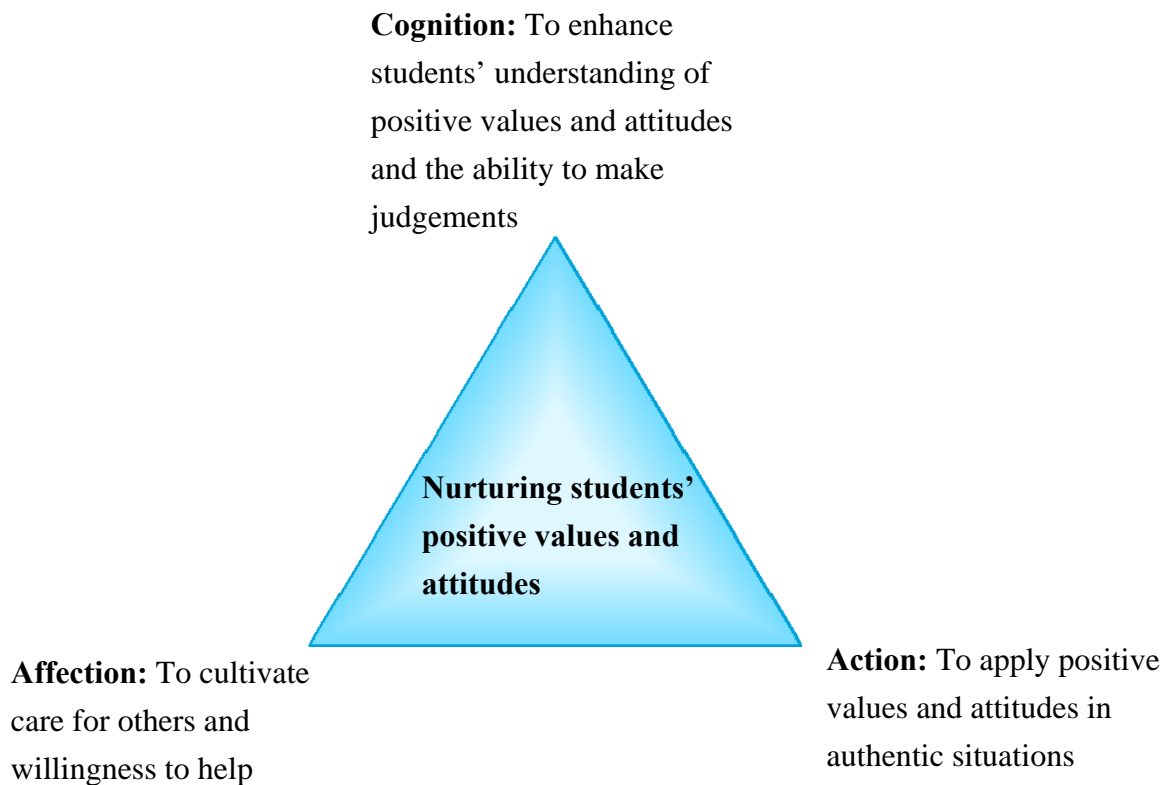 Cognition: To enhance
students’ understanding of
positive values and attitudes
and the ability to make
judgements
Nurturing students’
positive values and
attitudes
Affection: To cultivate
care for others and
willingness to help
Action: To apply positive
values and attitudes in
authentic situations